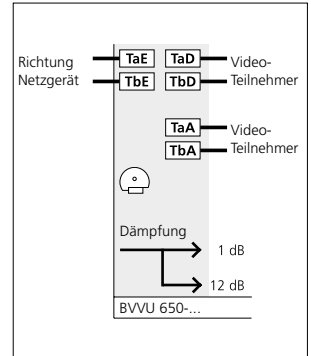 Richtung
Netzgerät
TaE
TbE
TaD
TbD
Video-
Teilnehmer
TaA
TbA
Video-
Teilnehmer
Dämpfung
1 dB
12 dB
BVVU 650-...